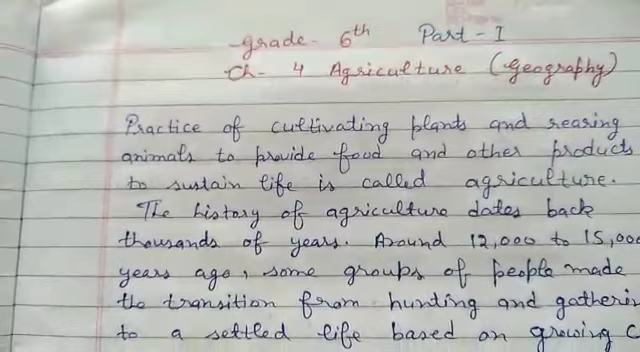 grade - 6th Part - I
Ch - 4 Agriculture (Geography)
Practice of cultivating plants and rearing
animals to provide food and other products
to sustain life is called agriculture.
The history of agriculture dates back
thousands of years. Around 12,000 to 15,000
years ago, some groups of people made
the transition from hunting and gatherin
to a settled life based on growing c